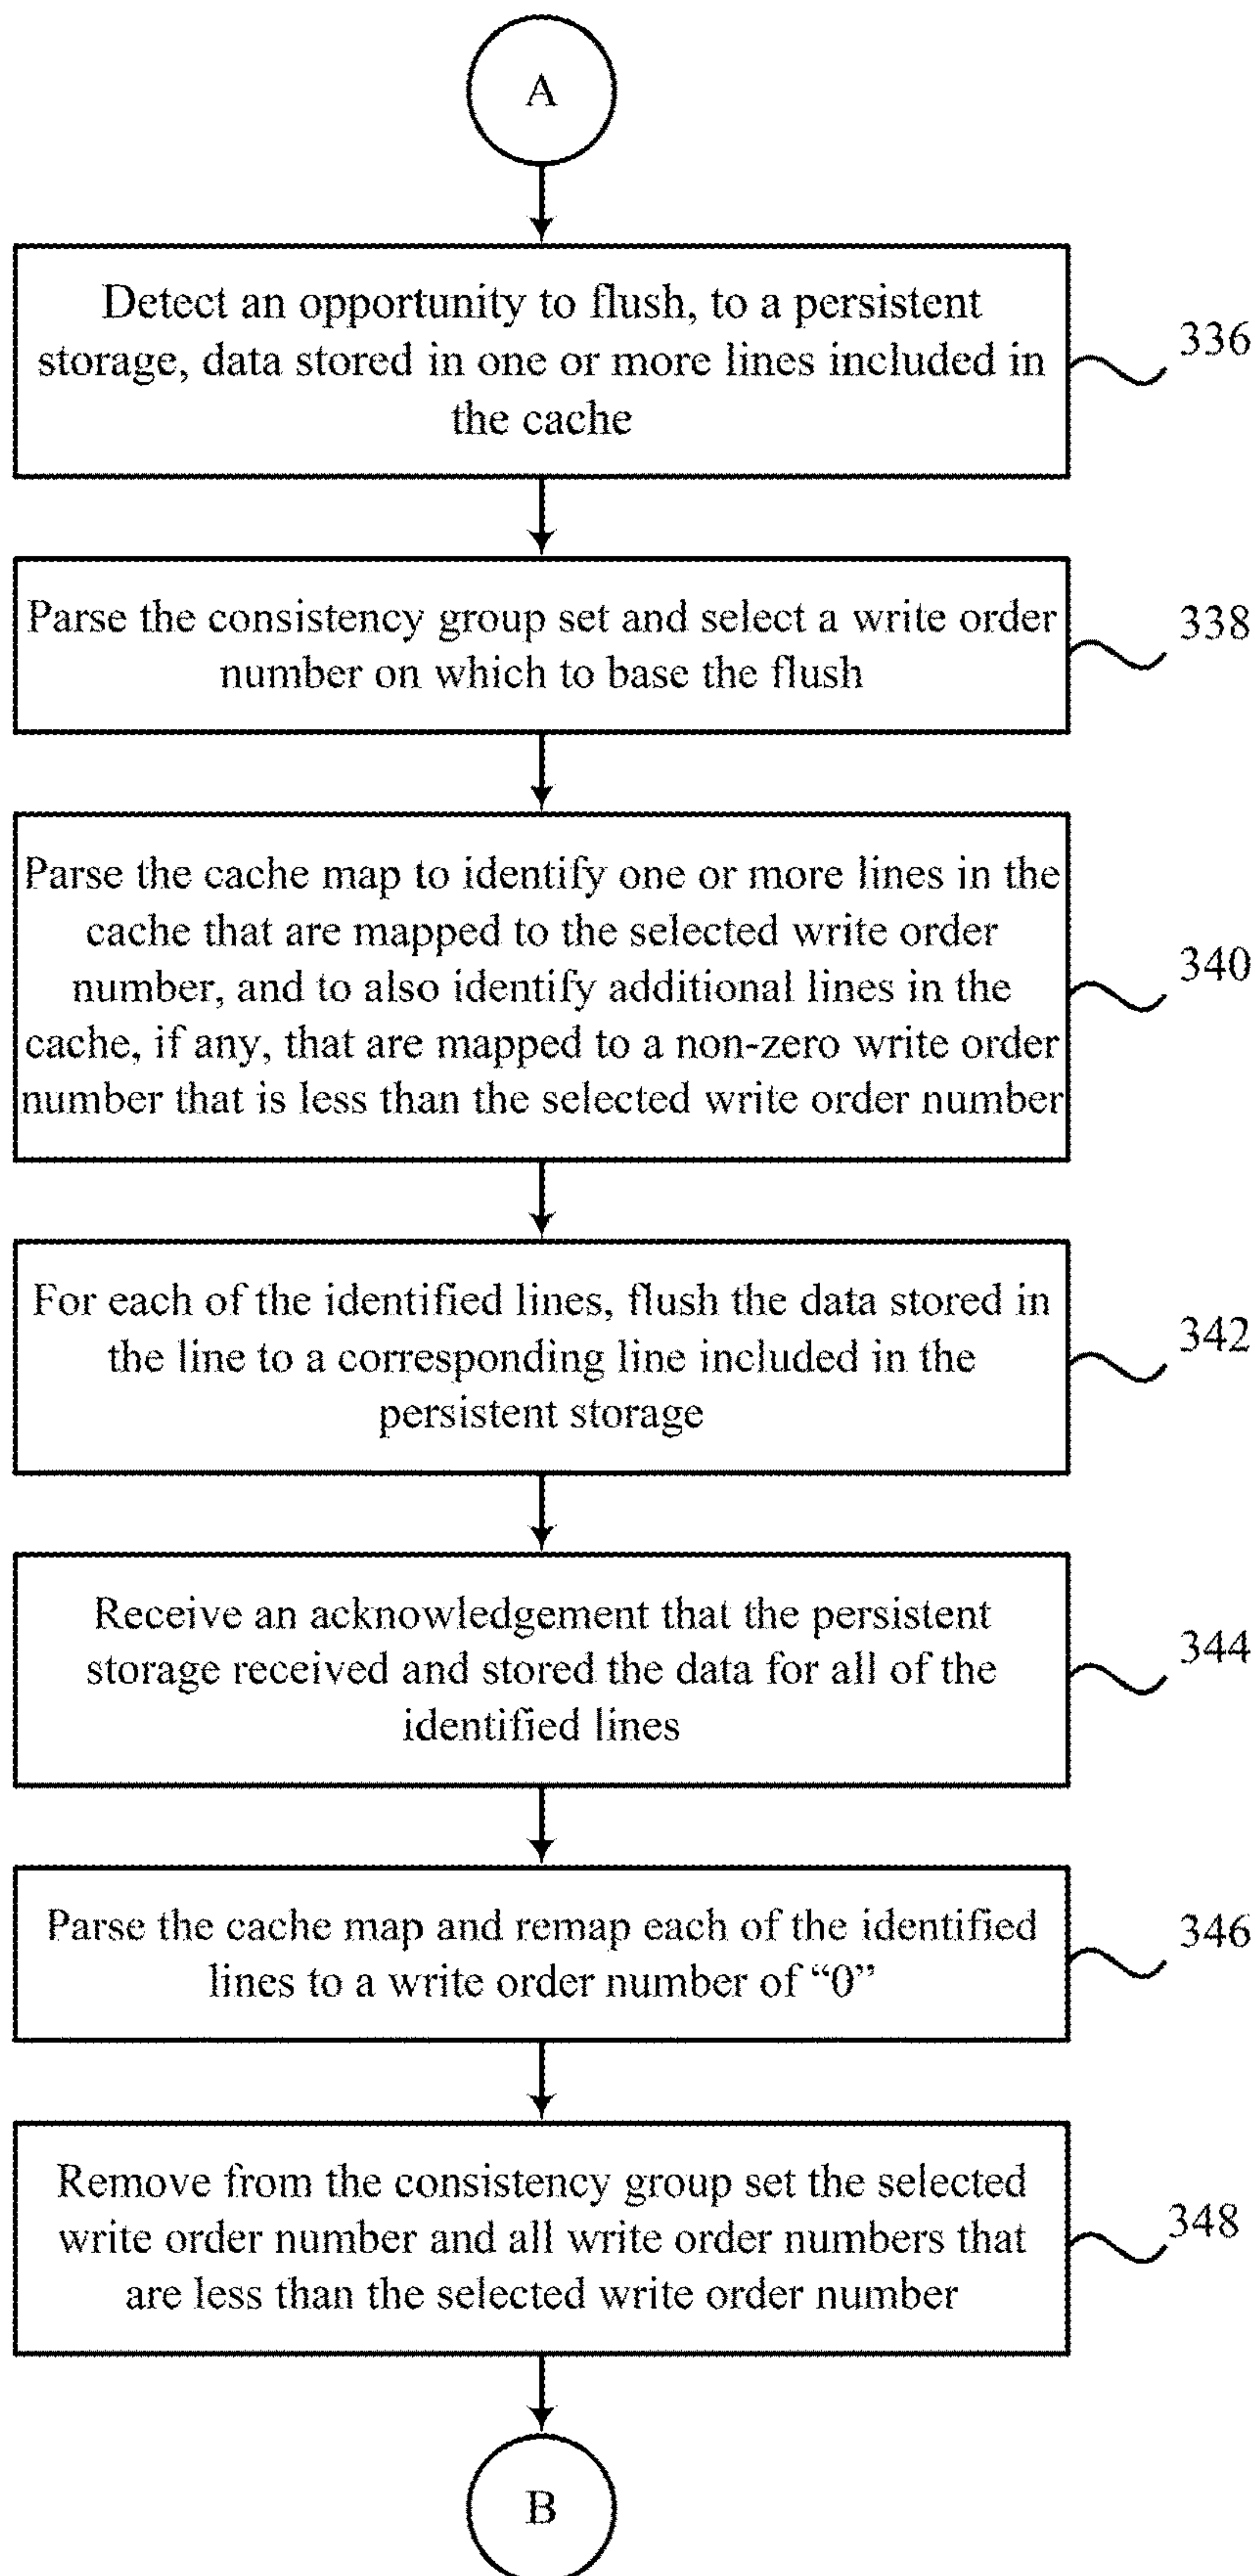 A
Detect an opportunity to flush, to a persistent
storage, data stored in one or more lines included in
the cache
336
Parse the consistency group set and select a write order
number on which to base the flush
338
Parse the cache map to identify one or more lines in the
cache that are mapped to the selected write order
number, and to also identify additional lines in the
cache, if any, that are mapped to a non-zero write order
number that is less than the selected write order number
340
For each of the identified lines, flush the data stored in
the line to a corresponding line included in the
persistent storage
342
Receive an acknowledgement that the persistent
storage received and stored the data for all of the
identified lines
344
Parse the cache map and remap each of the identified
lines to a write order number of “0”
346
Remove from the consistency group set the selected
write order number and all write order numbers that
are less than the selected write order number
348
B